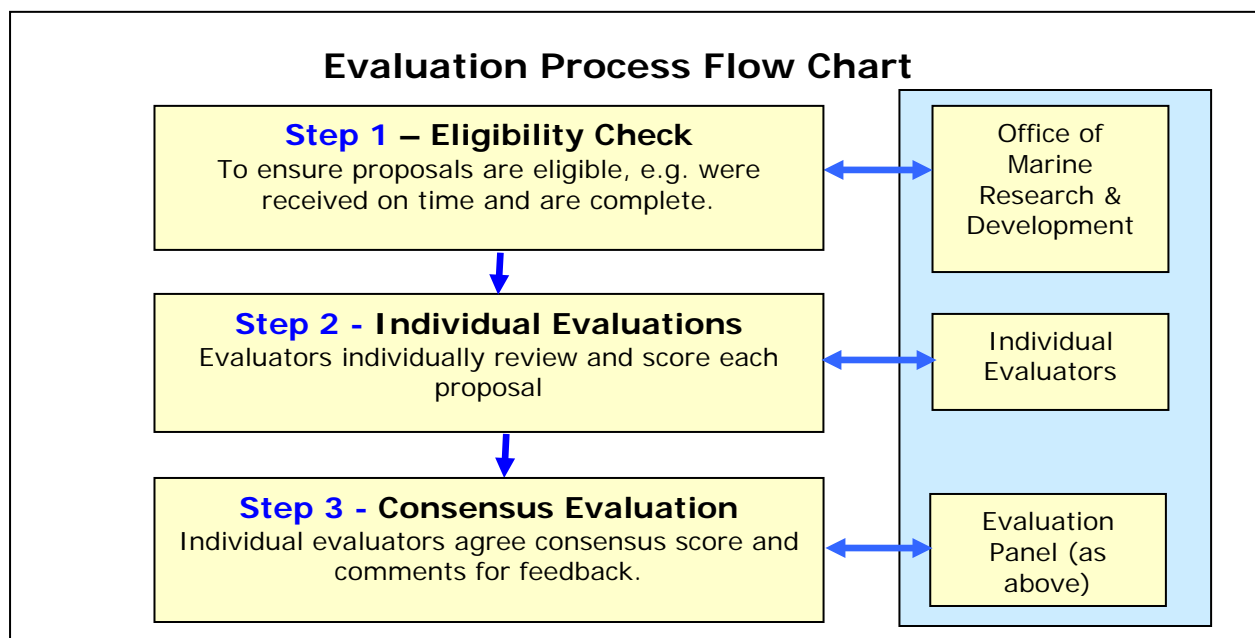 Evaluation Process Flow Chart
Step 1 – Eligibility Check
To ensure proposals are eligible, e.g. were
received on time and are complete.
Office of
Marine
Research &
Development
Step 2 - Individual Evaluations
Evaluators individually review and score each
proposal
Individual
Evaluators
Step 3 - Consensus Evaluation
Individual evaluators agree consensus score and
comments for feedback.
Evaluation
Panel (as
above)